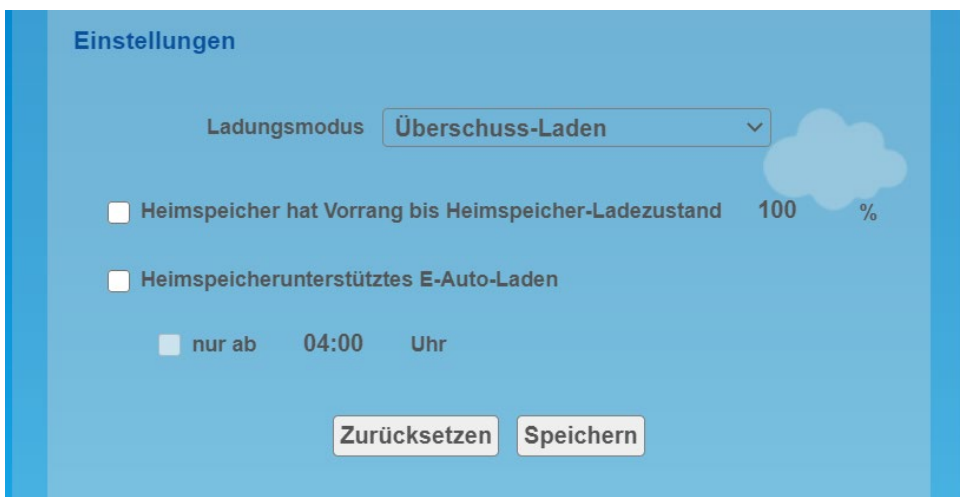 Einstellungen
Ladungsmodus Überschuss-Laden
Heimspeicher hat Vorrang bis Heimspeicher-Ladezustand 100 %
Heimspeicherunterstütztes E-Auto-Laden
nur ab 04:00 Uhr
Zurücksetzen Speichern